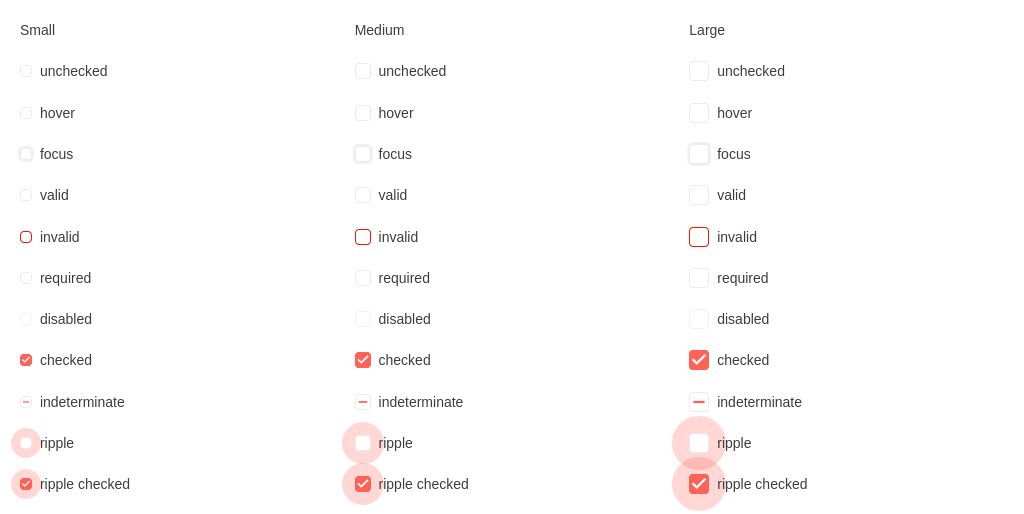 Small
unchecked
hover
focus
valid
invalid
required
disabled
checked
indeterminate
ripple
ripple checked
Medium
unchecked
hover
focus
valid
invalid
required
disabled
checked
indeterminate
ripple
ripple checked
Large
unchecked
hover
focus
valid
invalid
required
disabled
checked
indeterminate
ripple
ripple checked